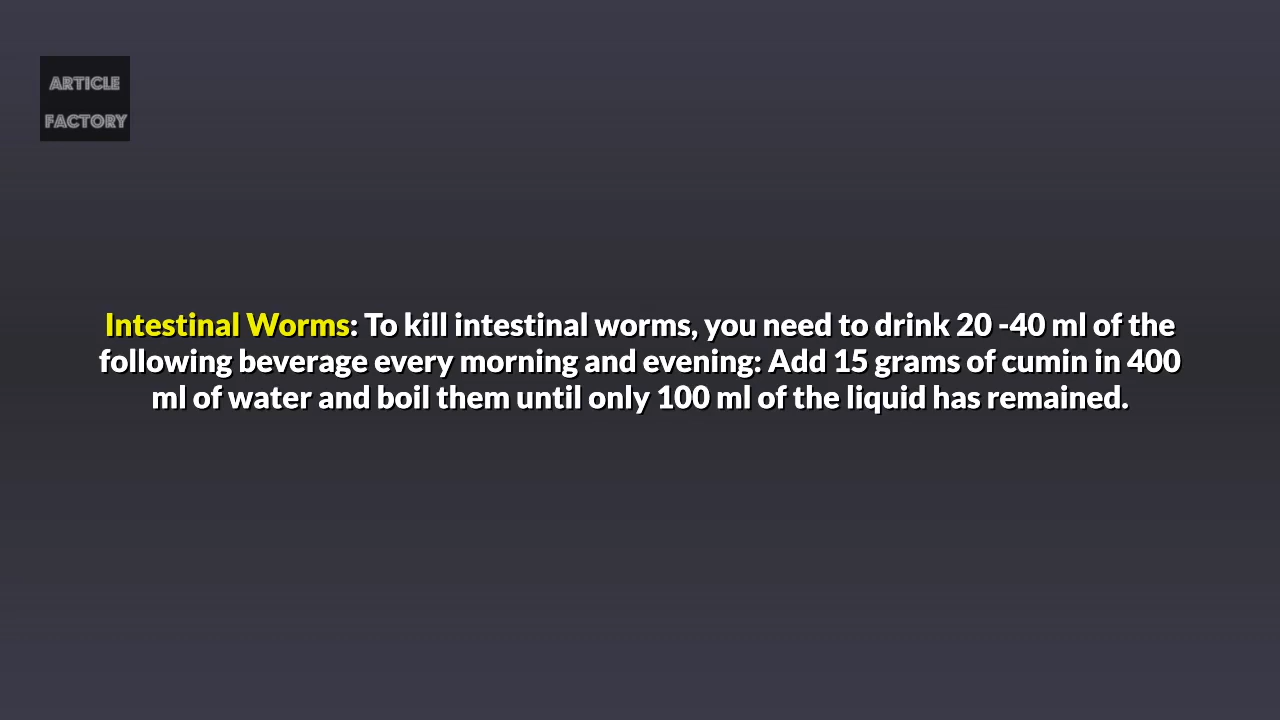 ARTICLE
FACTORY
Intestinal Worms: To kill intestinal worms, you need to drink 20 -40 ml of the
following beverage every morning and evening: Add 15 grams of cumin in 400
ml of water and boil them until only 100 ml of the liquid has remained.